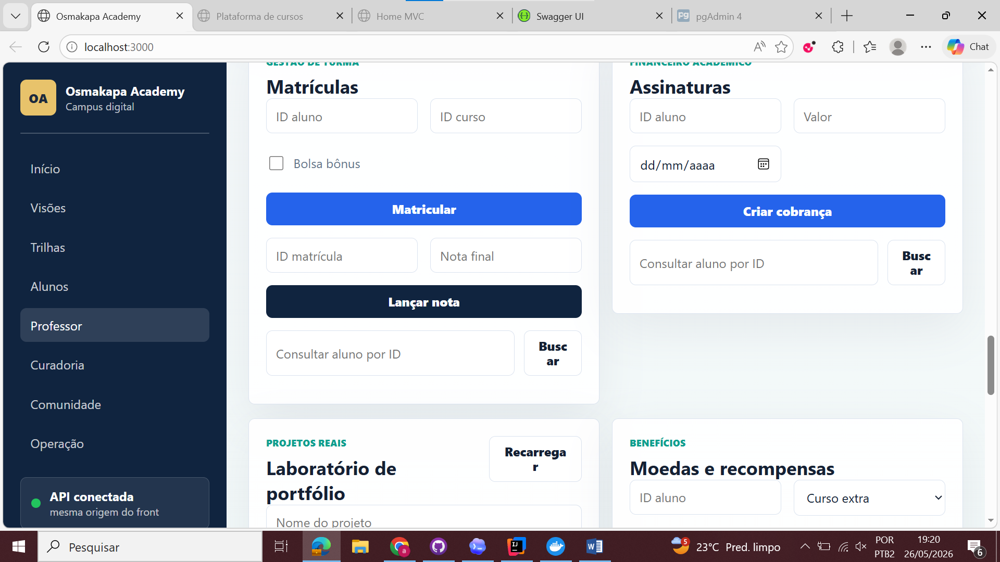 Osmakapa Academy
Plataforma de cursos
Home MVC
Swagger UI
pgAdmin 4
localhost:3000
Chat
OA
Osmakapa Academy
Campus digital
Início
Visões
Trilhas
Alunos
Professor
Curadoria
Comunidade
Operação
API conectada
mesma origem do front
GESTÃO DE TURMA
Matrículas
ID aluno
ID curso
Bolsa bônus
Matricular
ID matrícula
Nota final
Lançar nota
Consultar aluno por ID
Busc
ar
FINANCEIRO ACADÊMICO
Assinaturas
ID aluno
Valor
dd/mm/aaaa
Criar cobrança
Consultar aluno por ID
Busc
ar
PROJETOS REAIS
Laboratório de
portfólio
Recarrega
r
Nome do projeto
BENEFÍCIOS
Moedas e recompensas
ID aluno
Curso extra
Pesquisar
5
23°C Pred. limpo
POR
PTB2
19:20
26/05/2026
6